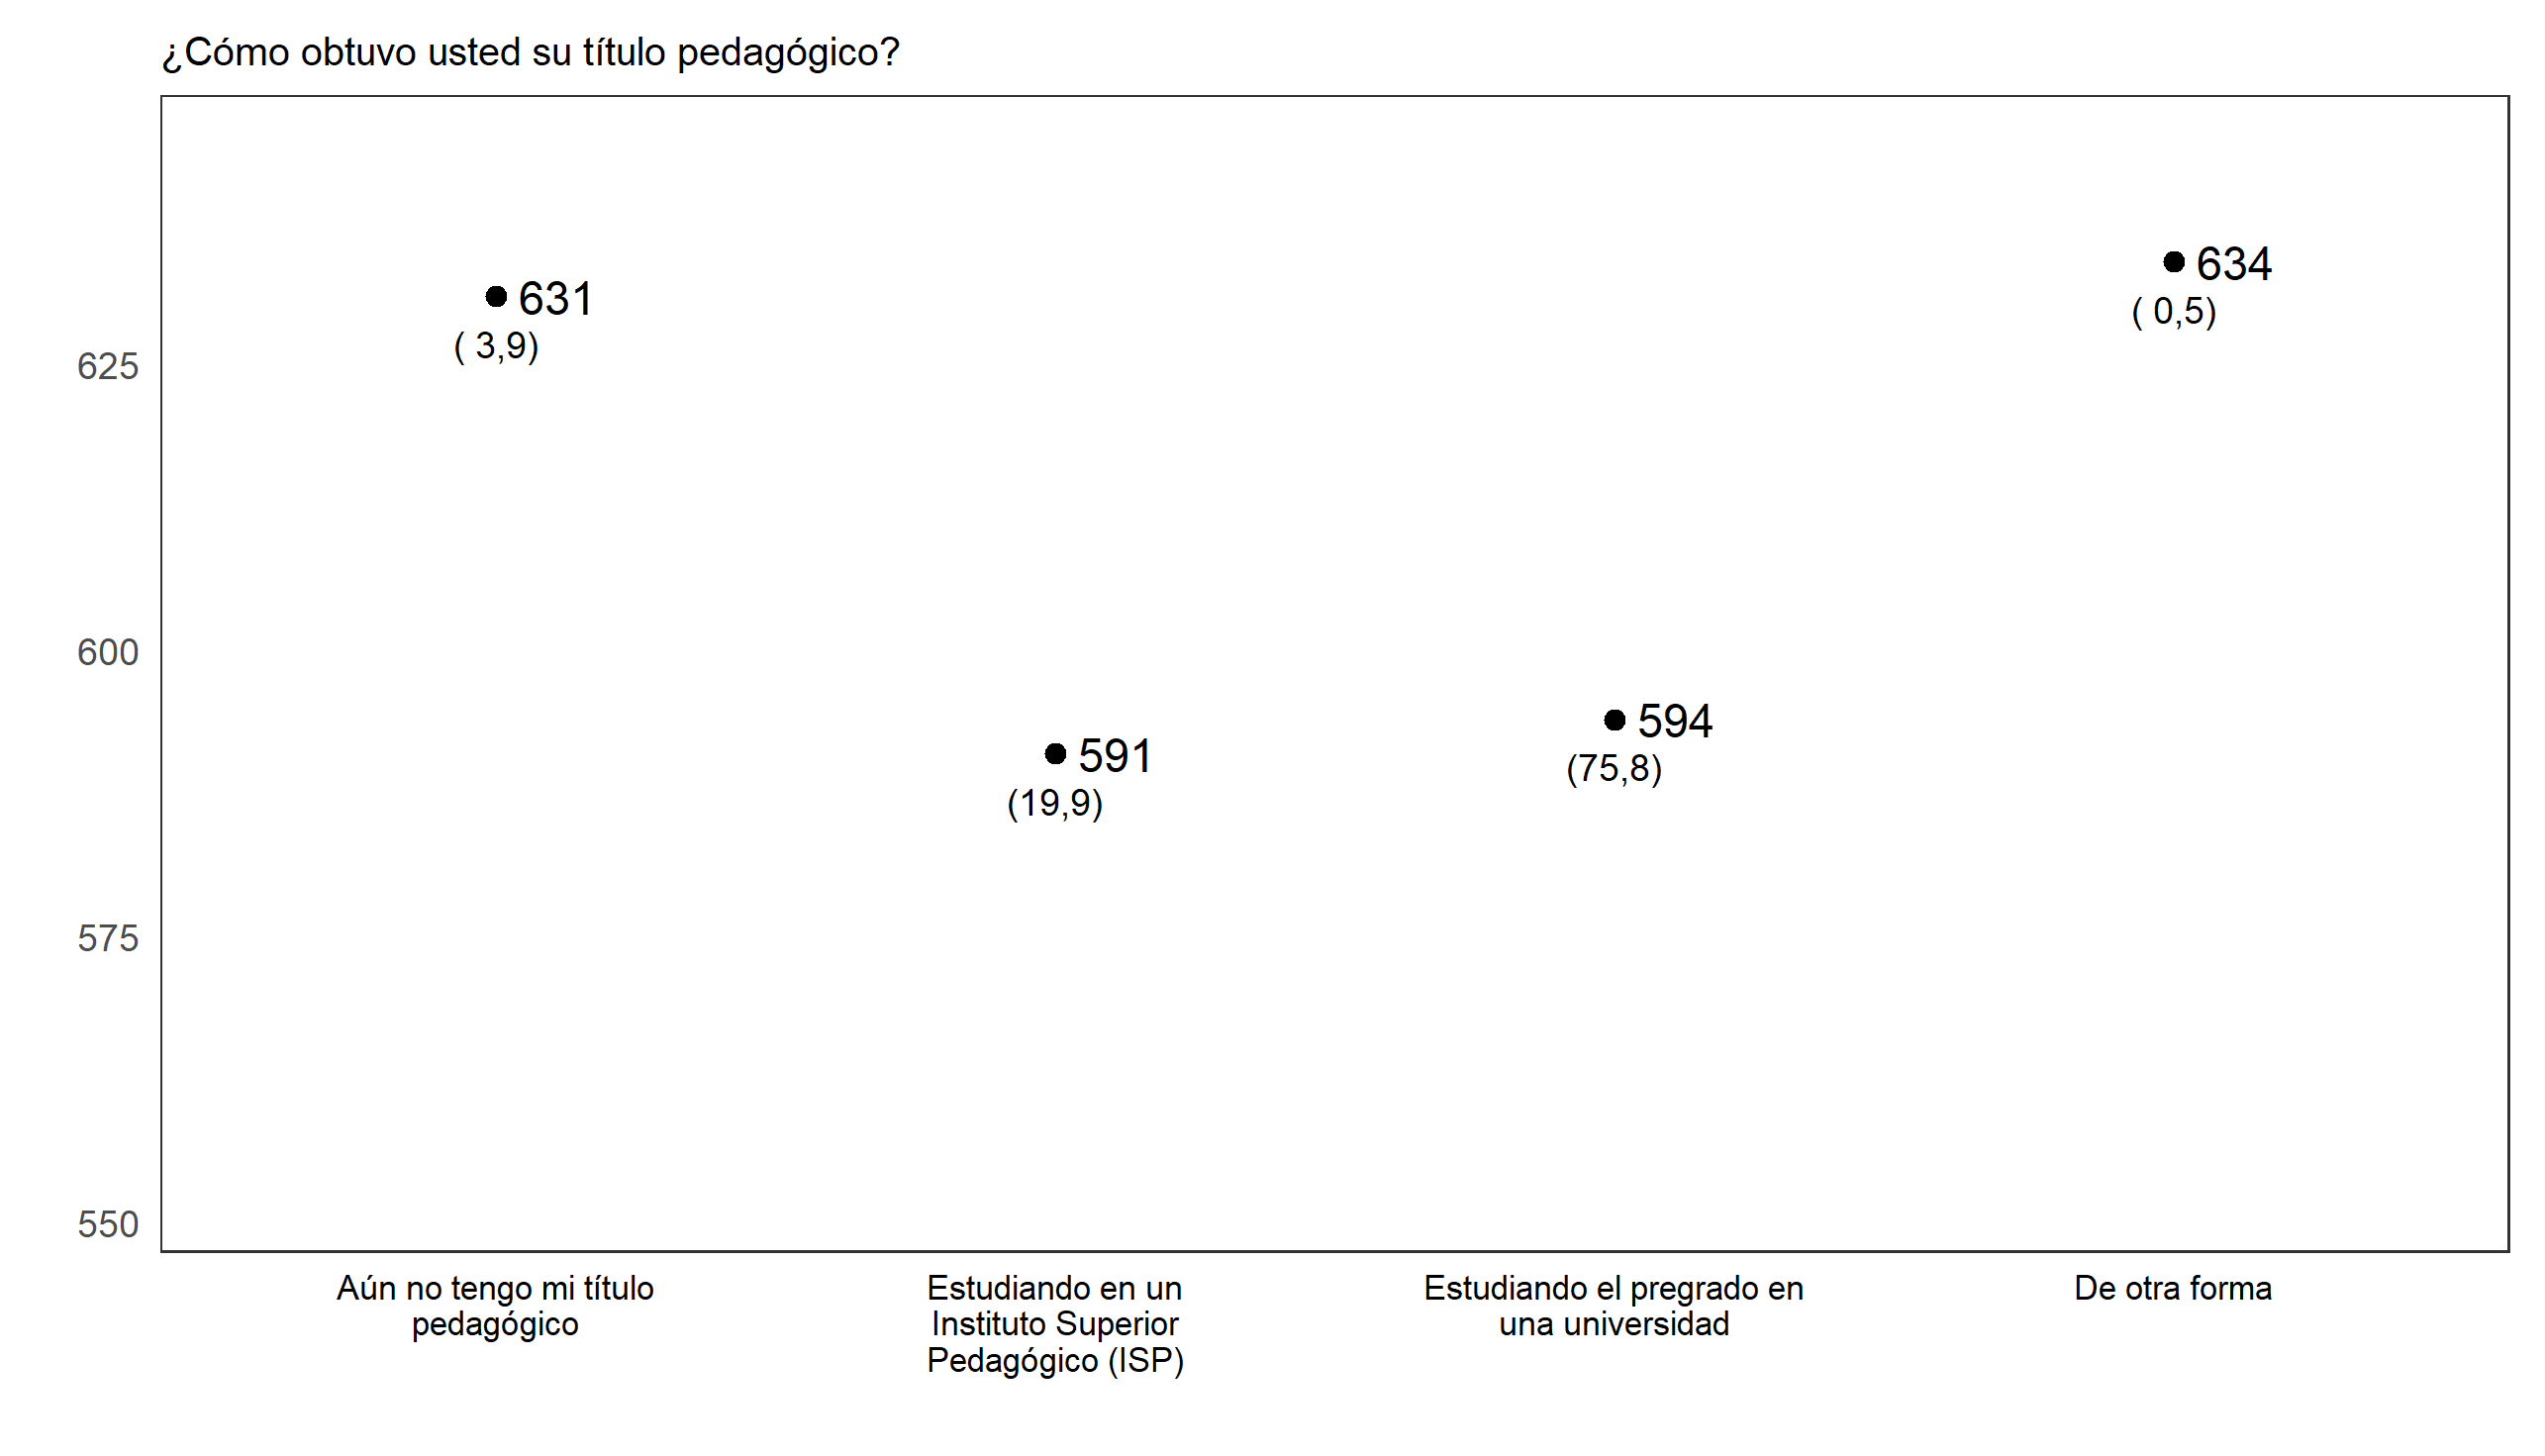 ¿Cómo obtuvo usted su título pedagógico?
634
( 0,5)
631
( 3,9)
625
600
594
(75,8)
591
(19,9)
575
550
Aún no tengo mi título
pedagógico
Estudiando en un
Instituto Superior
Pedagógico (ISP)
Estudiando el pregrado en
una universidad
De otra forma